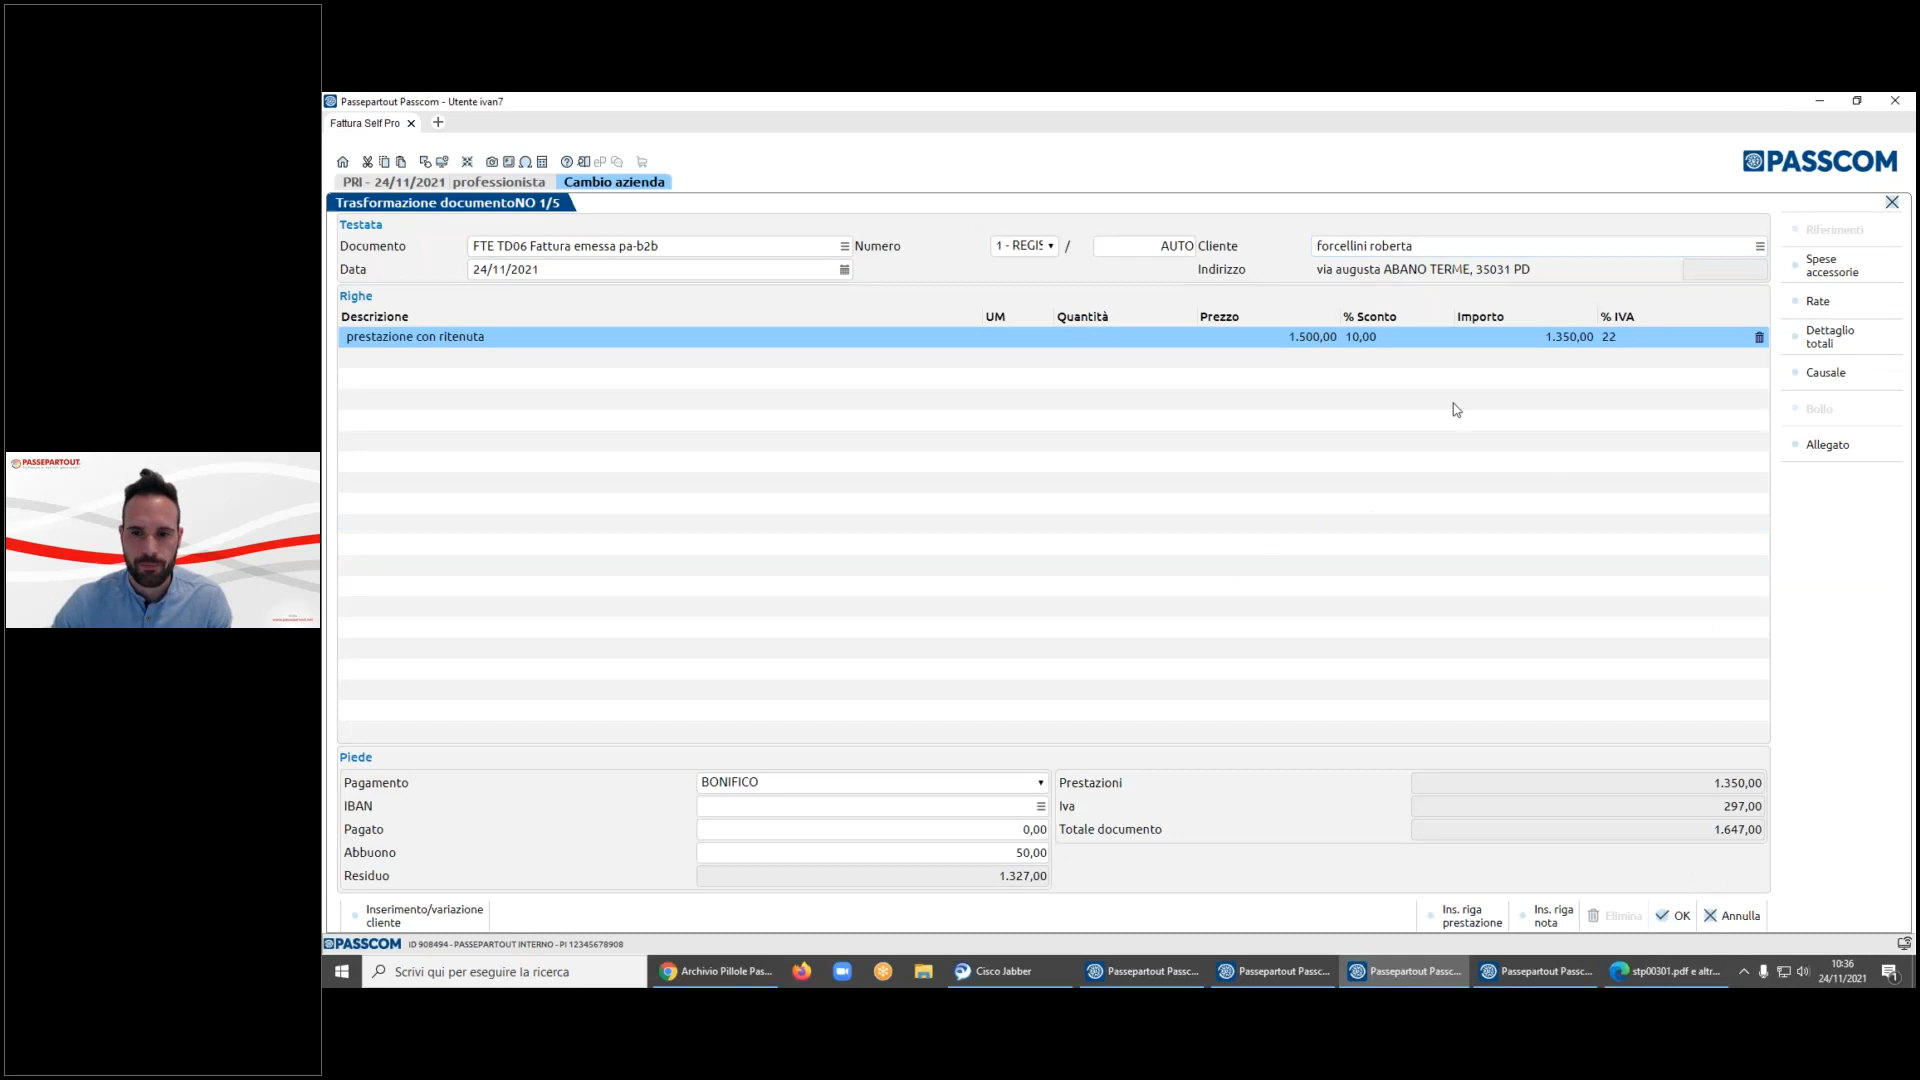 Passepartout Passcom - Utente ivan7
Fattura Self Pro
PASSCOM
PRI - 24/11/2021 professionista Cambio azienda
Trasformazione documentoNO 1/5
Testata
Documento FTE TD06 Fattura emessa pa-b2b Numero 1 - REGIS / AUTO Cliente forcellini roberta
Data 24/11/2021 Indirizzo via augusta ABANO TERME, 35031 PD
Righe
Descrizione UM Quantità Prezzo % Sconto Importo % IVA
prestazione con ritenuta 1.500,00 10,00 1.350,00 22
Riferimenti
Spese
accessorie
Rate
Dettaglio
totali
Causale
Bollo
Allegato
PASSEPARTOUT
Piede
Pagamento BONIFICO Prestazioni 1.350,00
IBAN Iva 297,00
Pagato 0,00 Totale documento 1.647,00
Abbuono 50,00
Residuo 1.327,00
Inserimento/variazione
cliente
Ins. riga
prestazione
Ins. riga
nota
Elimina
OK
Annulla
PASSCOM ID 908494 - PASSEPARTOUT INTERNO - PI 12345678908
Scrivi qui per eseguire la ricerca
Archivio Pillole Pas...
Cisco Jabber
Passepartout Passc...
Passepartout Passc...
Passepartout Passc...
Passepartout Passc...
stp00301.pdf e altr...
10:36
24/11/2021
1